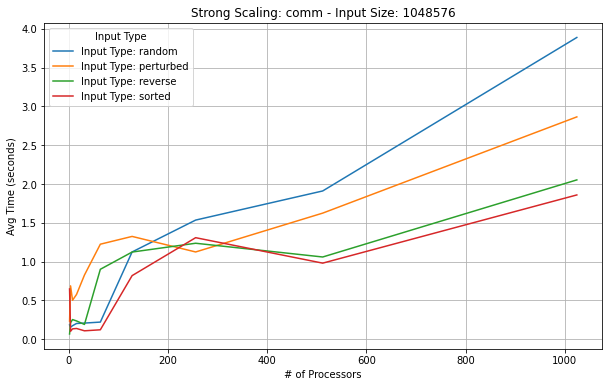 Strong Scaling: comm - Input Size: 1048576
Input Type
Input Type: random
Input Type: perturbed
Input Type: reverse
Input Type: sorted
Avg Time (seconds)
4.0
3.5
3.0
2.5
2.0
1.5
1.0
0.5
0.0
0 200 400 600 800 1000
# of Processors